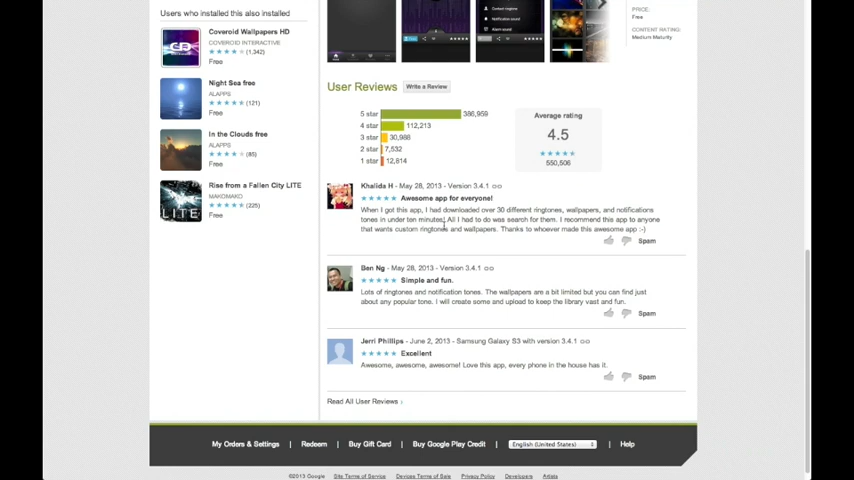 Users who installed this also installed
Coveroid Wallpapers HD
COVEROID INTERACTIVE
(1,342)
Free
Night Sea free
ALAPPS
(121)
Free
In the Clouds free
ALAPPS
(85)
Free
Rise from a Fallen City LITE
MAKOMAKO
(225)
Free
LITE
Contact ringtone
Notification sound
Alarm sound
PRICE:
Free
CONTENT RATING:
Medium Maturity
User Reviews
Write a Review
5 star 386,959
4 star 112,213
3 star 30,988
2 star 7,532
1 star 12,814
Average rating
4.5
550,506
Khalida H - May 28, 2013 - Version 3.4.1
Awesome app for everyone!
When I got this app, I had downloaded over 30 different ringtones, wallpapers, and notifications
tones in under ten minutes! All I had to do was search for them. I recommend this app to anyone
that wants custom ringtones and wallpapers. Thanks to whoever made this awesome app :-)
Spam
Ben Ng - May 28, 2013 - Version 3.4.1
Simple and fun.
Lots of ringtones and notification tones. The wallpapers are a bit limited but you can find just
about any popular tone. I will create some and upload to keep the library vast and fun.
Spam
Jerri Phillips - June 2, 2013 - Samsung Galaxy S3 with version 3.4.1
Excellent
Awesome, awesome, awesome! Love this app, every phone in the house has it.
Spam
Read All User Reviews ›
My Orders & Settings | Redeem | Buy Gift Card | Buy Google Play Credit | English (United States) | Help
©2013 Google Site Terms of Service Devices Terms of Sale Privacy Policy Developers Artists